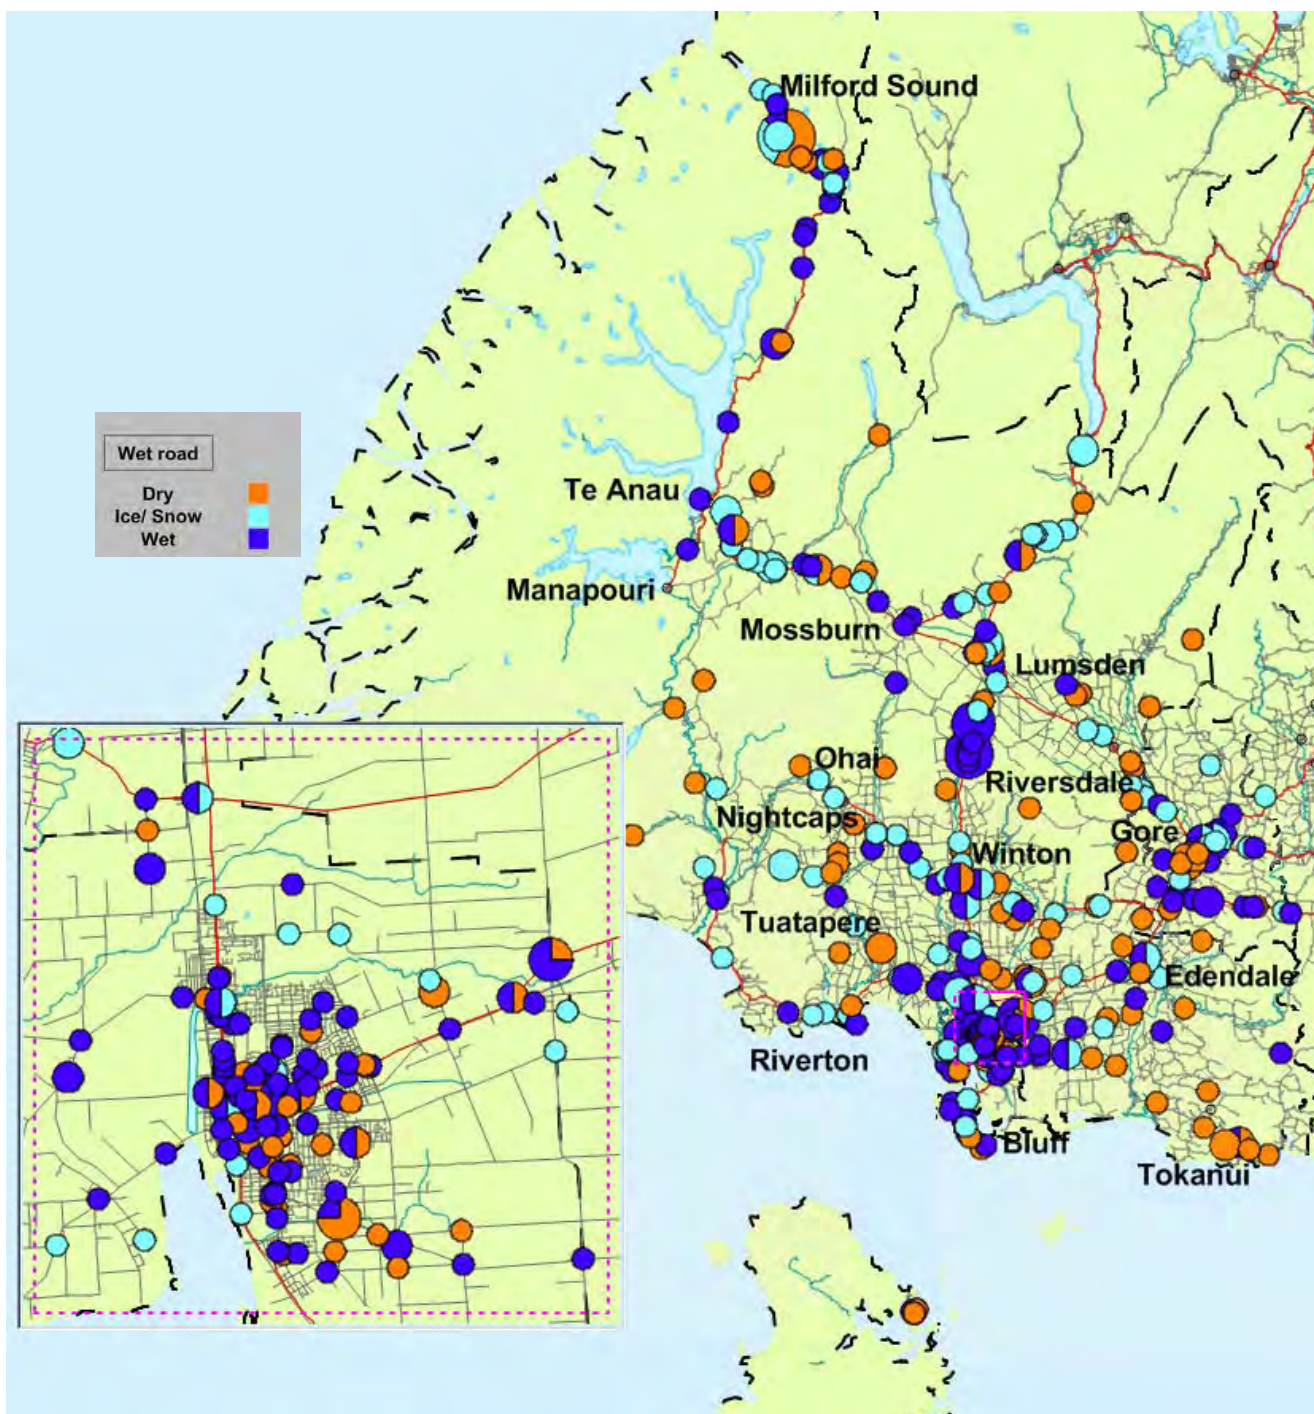 Milford Sound
Wet road
Dry
Ice/ Snow
Wet
Te Anau
Manapouri
Mossburn
Lumsden
Ohai
Riversdale
Nightcaps
Gore
Winton
Tuatapere
Edendale
Riverton
Bluff
Tokanui